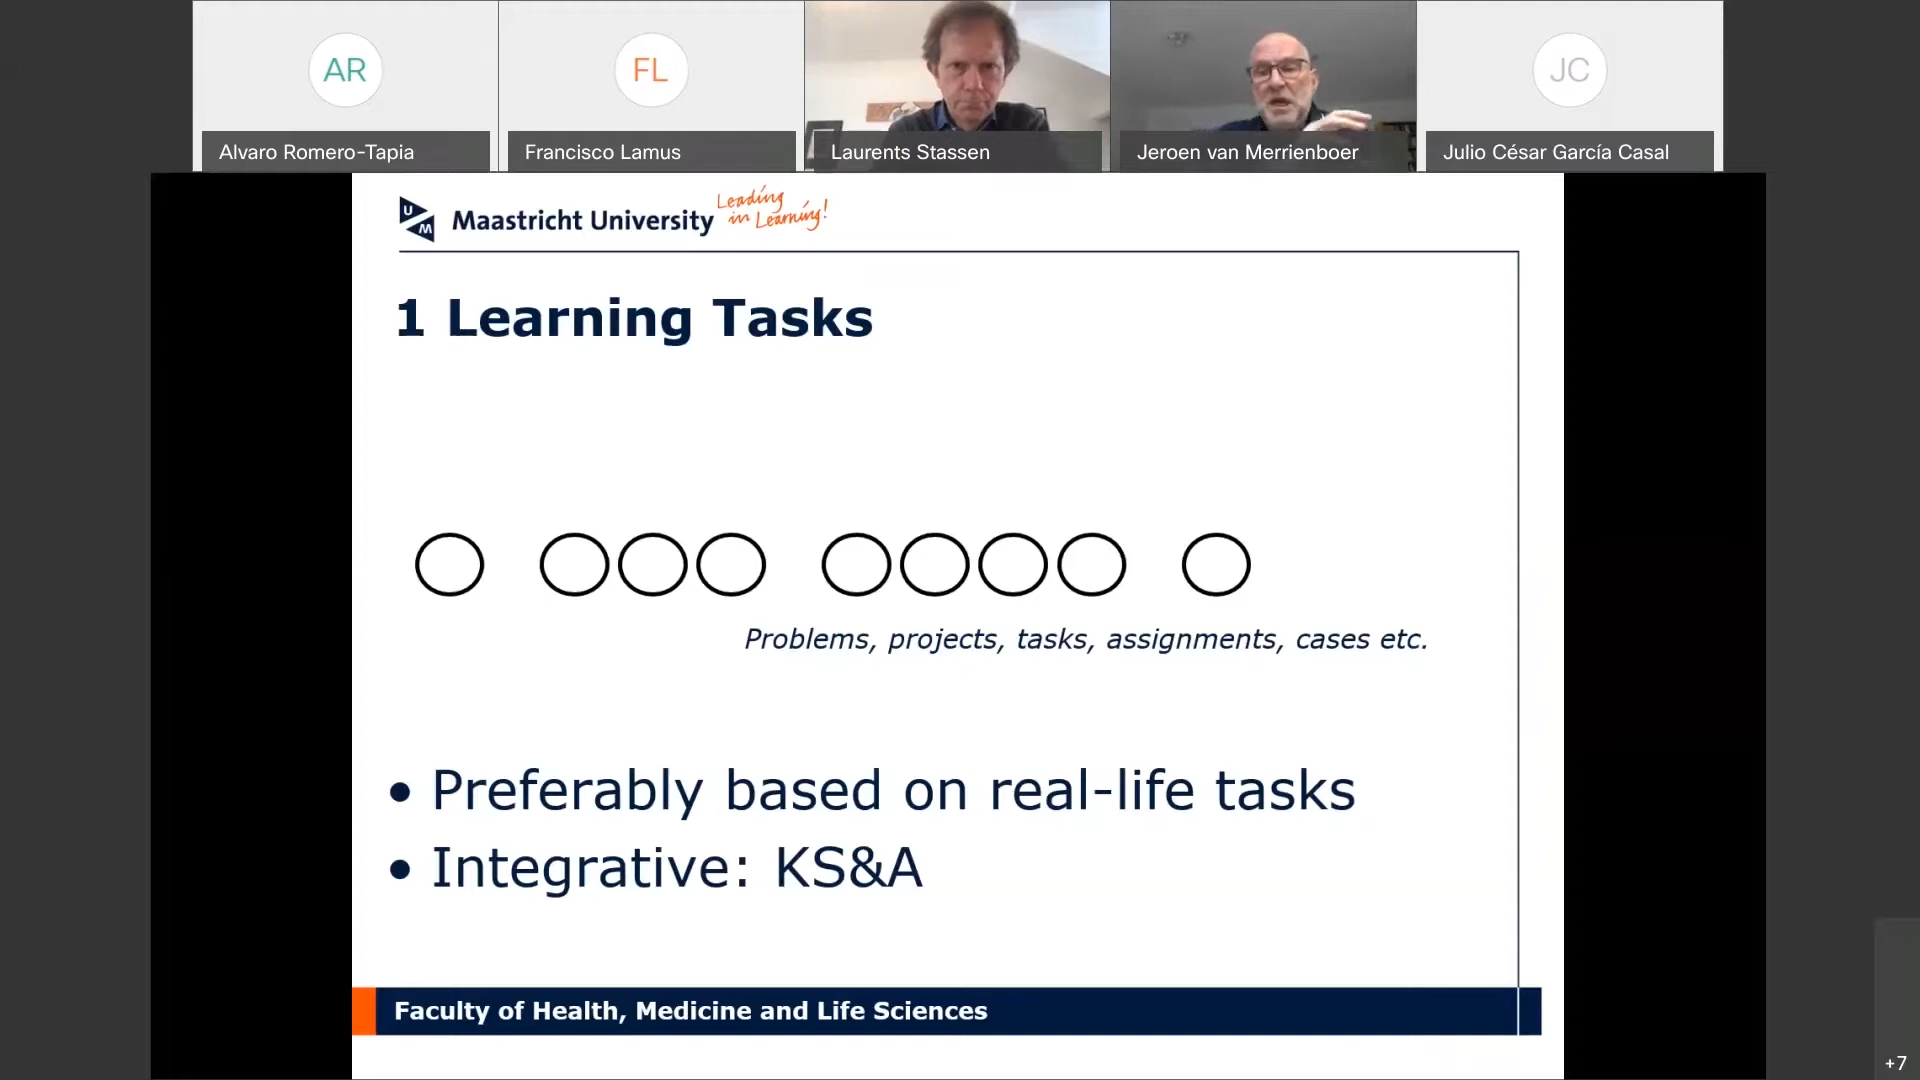 AR
FL
JC
Alvaro Romero-Tapia
Francisco Lamus
Laurents Stassen
Jeroen van Merrienboer
Julio César García Casal
UM
Maastricht University
Leading
in Learning!
1 Learning Tasks
Problems, projects, tasks, assignments, cases etc.
• Preferably based on real-life tasks
• Integrative: KS&A
Faculty of Health, Medicine and Life Sciences
+7